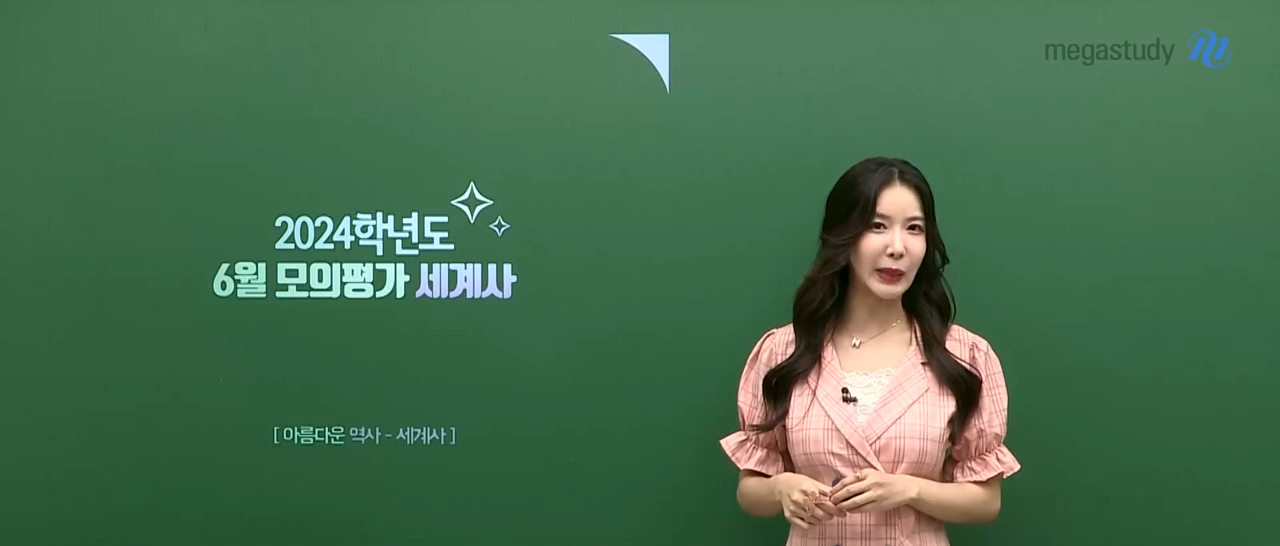 megastudy
2024학년도
6월 모의평가 세계사
[ 아름다운 역사 - 세계사 ]